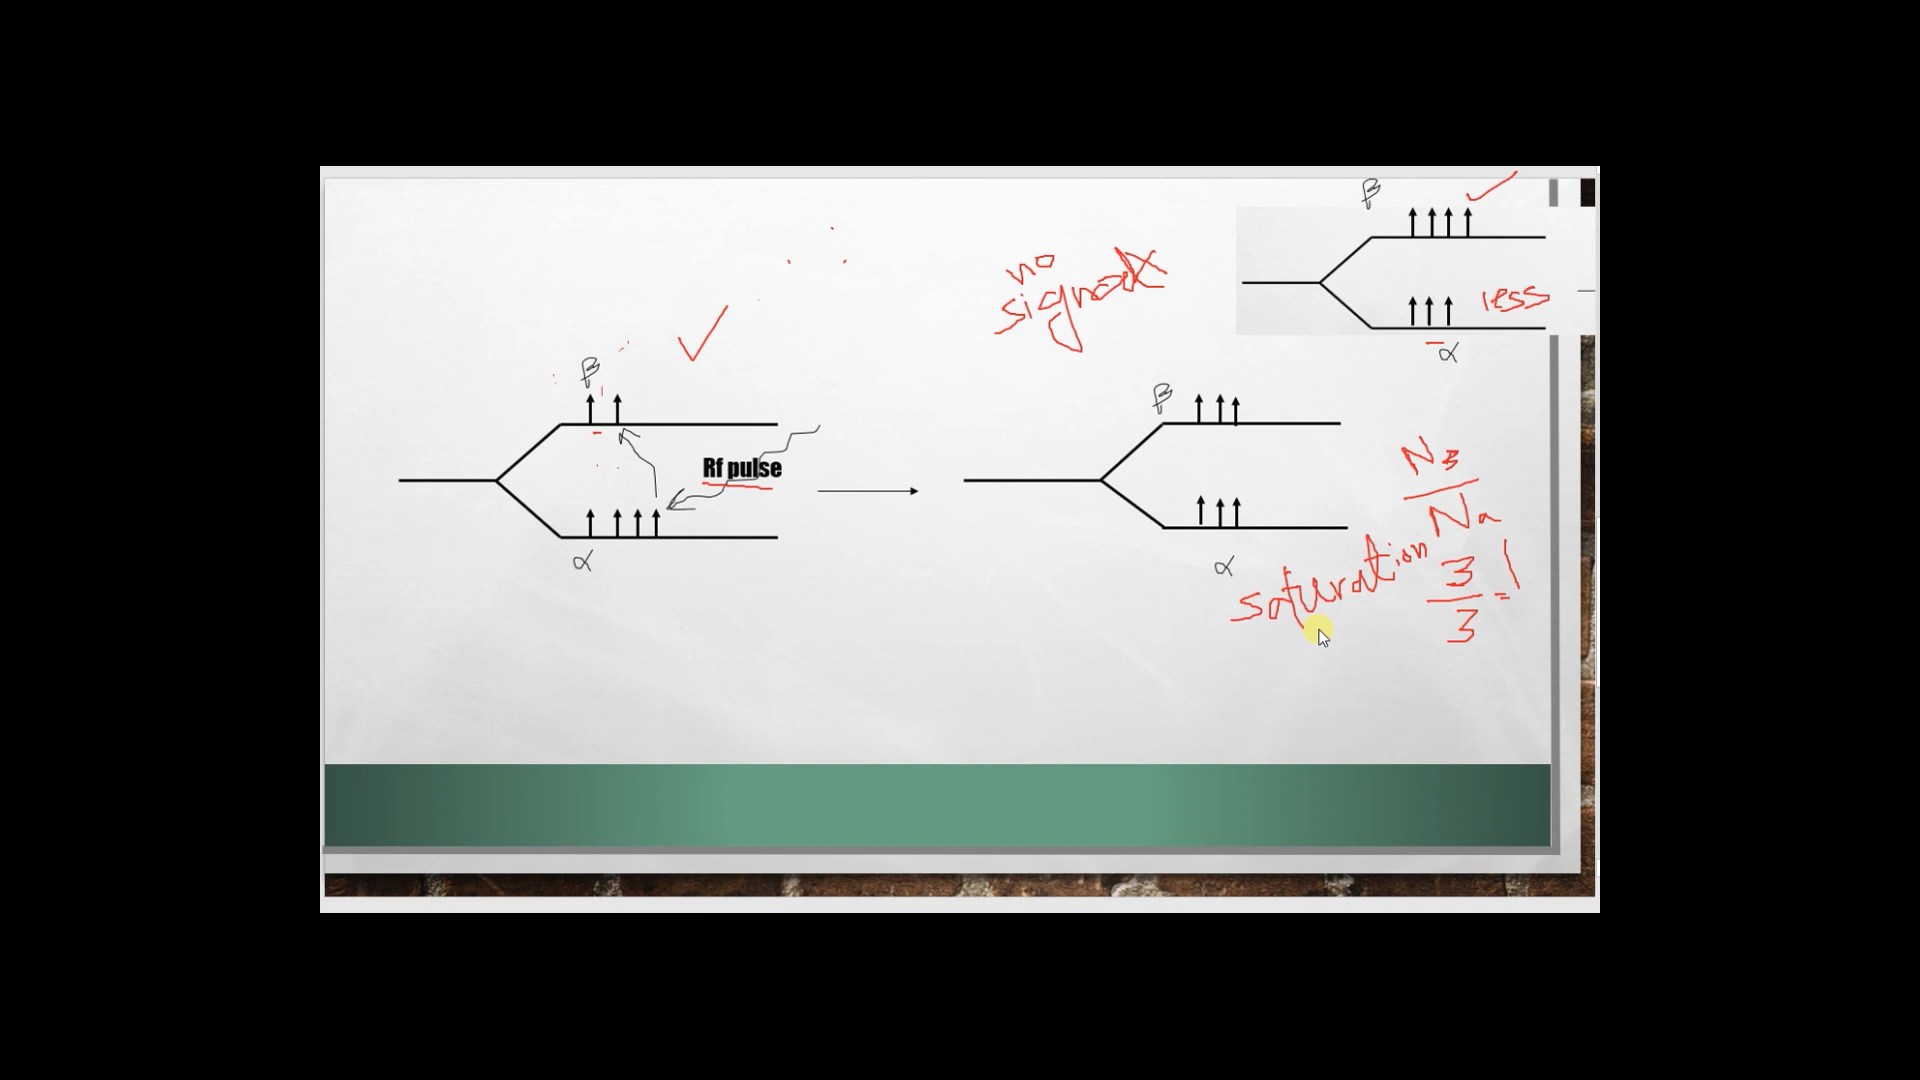 β
less
α
no
signal
β
Rf pulse
α
β
α
Nβ
Nα
saturation
3
3
=1